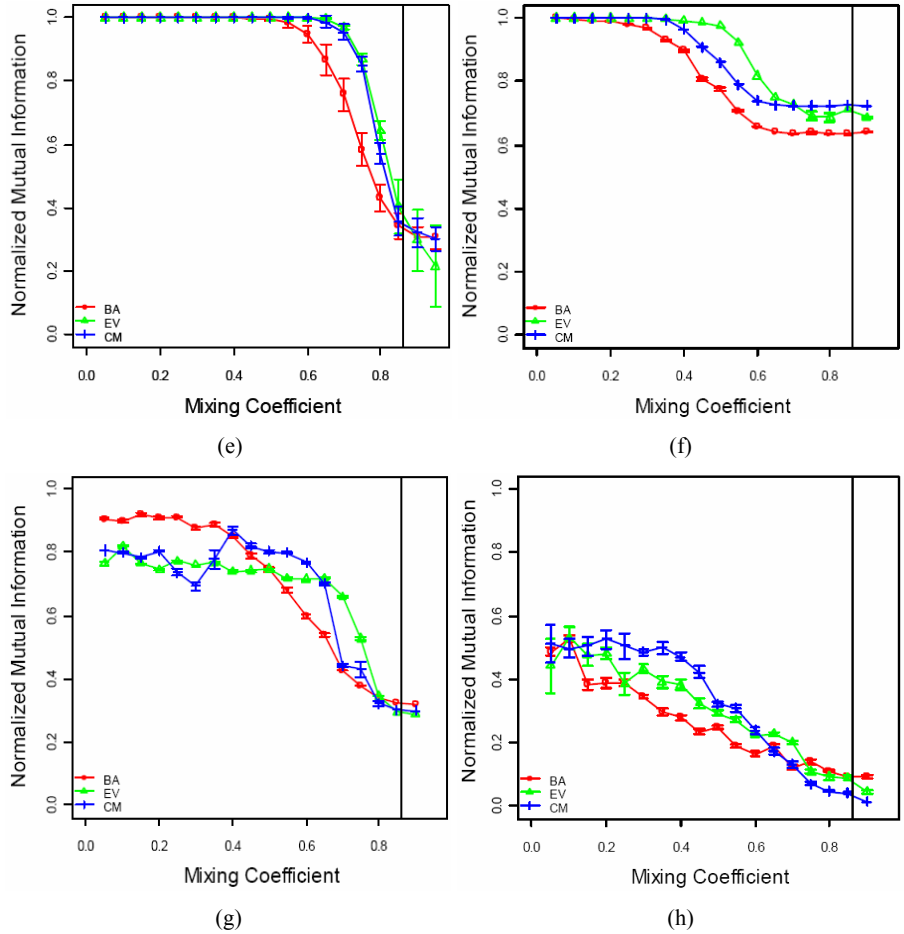 Normalized Mutual Information
0.0 0.2 0.4 0.6 0.8 1.0
BA
EV
CM
0.0 0.2 0.4 0.6 0.8
Mixing Coefficient
(e)
Normalized Mutual Information
0.0 0.2 0.4 0.6 0.8 1.0
BA
EV
CM
0.0 0.2 0.4 0.6 0.8
Mixing Coefficient
(f)
Normalized Mutual Information
0.0 0.2 0.4 0.6 0.8 1.0
BA
EV
CM
0.0 0.2 0.4 0.6 0.8
Mixing Coefficient
(g)
Normalized Mutual Information
0.0 0.2 0.4 0.6 0.8 1.0
BA
EV
CM
0.0 0.2 0.4 0.6 0.8
Mixing Coefficient
(h)